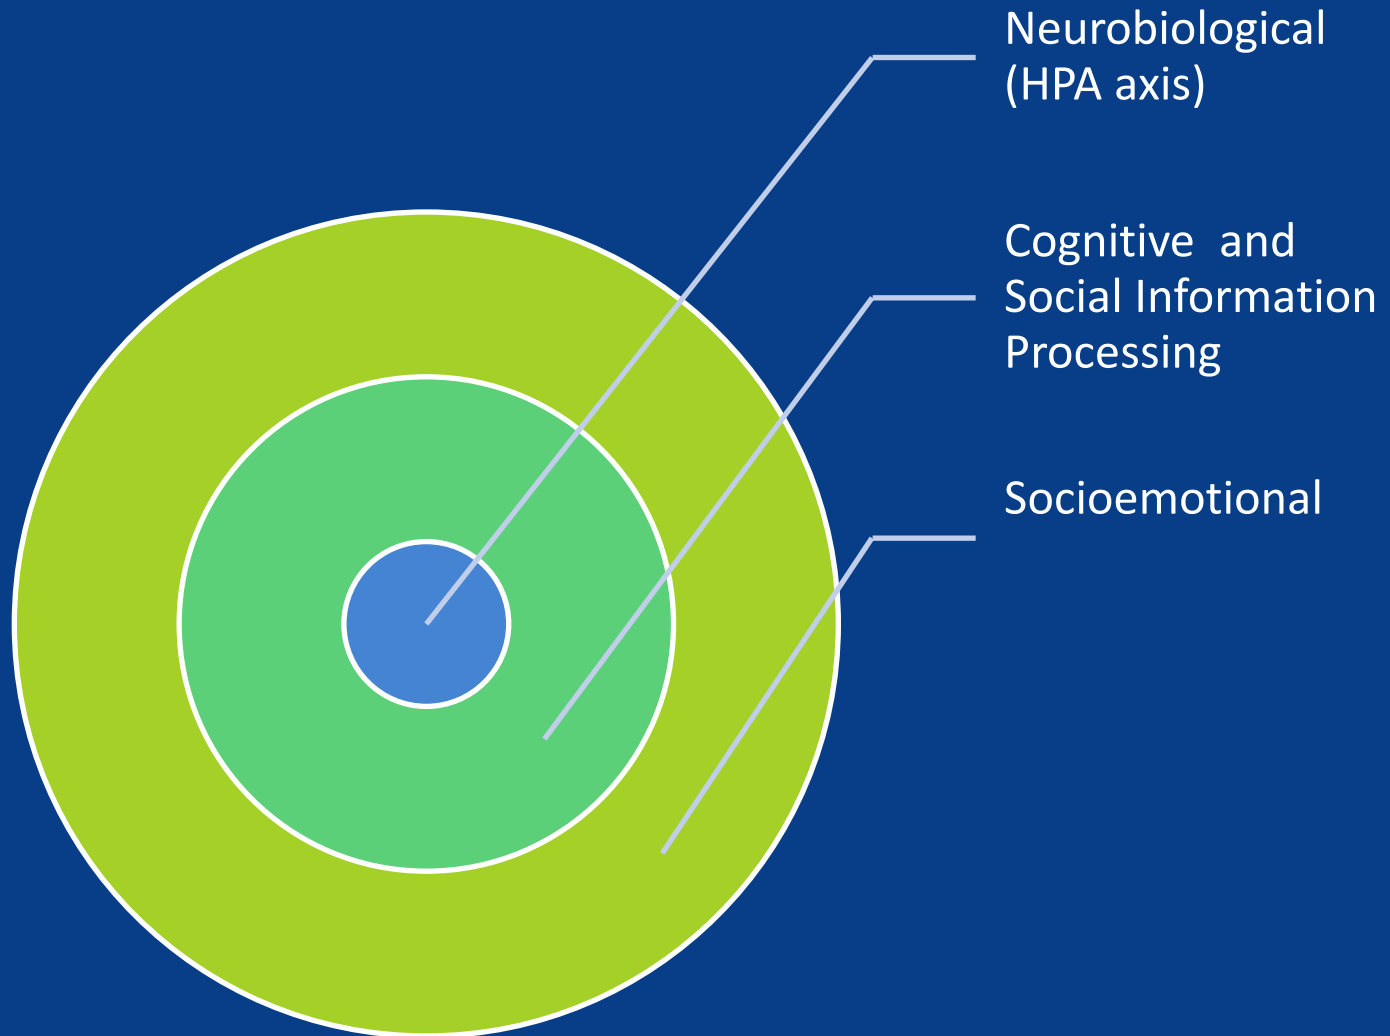 Neurobiological
(HPA axis)
Cognitive  and
Social Information
Processing
Socioemotional